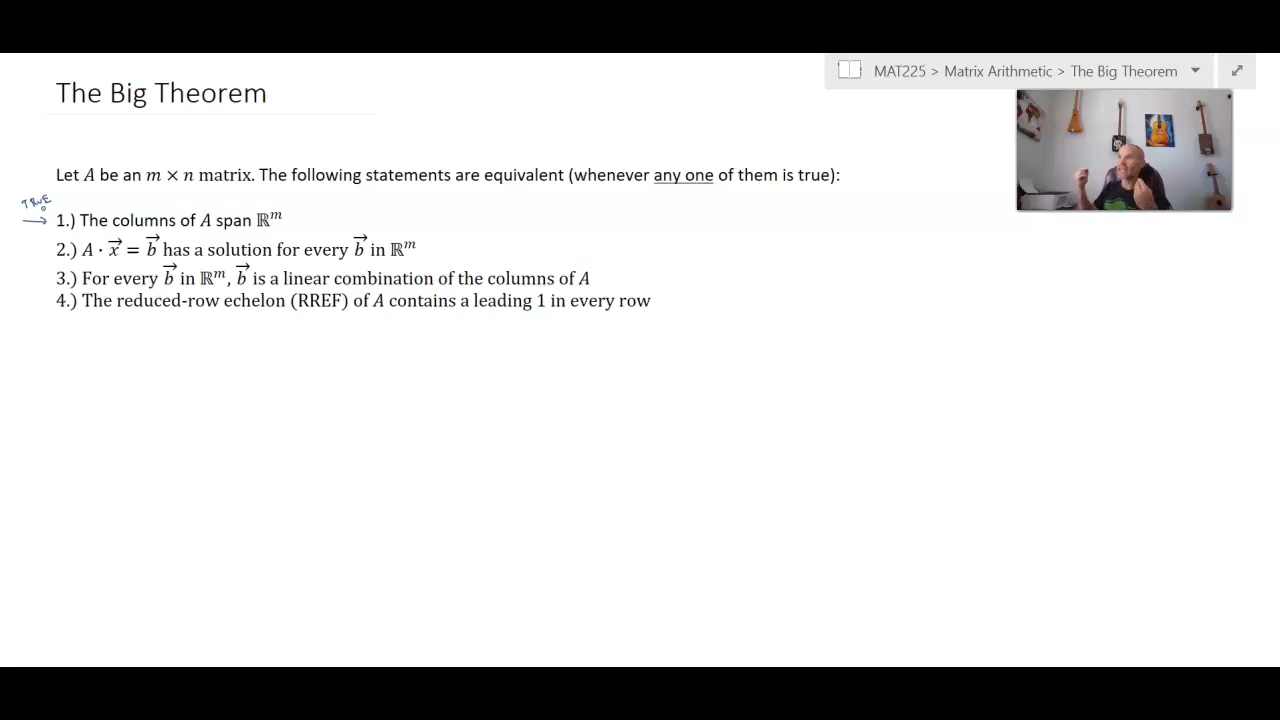 The Big Theorem
MAT225 > Matrix Arithmetic > The Big Theorem
Let A be an m × n matrix. The following statements are equivalent (whenever any one of them is true):
TRUE
→ 1.) The columns of A span ℝᵐ
2.) A · x⃗ = b⃗ has a solution for every b⃗ in ℝᵐ
3.) For every b⃗ in ℝᵐ, b⃗ is a linear combination of the columns of A
4.) The reduced-row echelon (RREF) of A contains a leading 1 in every row